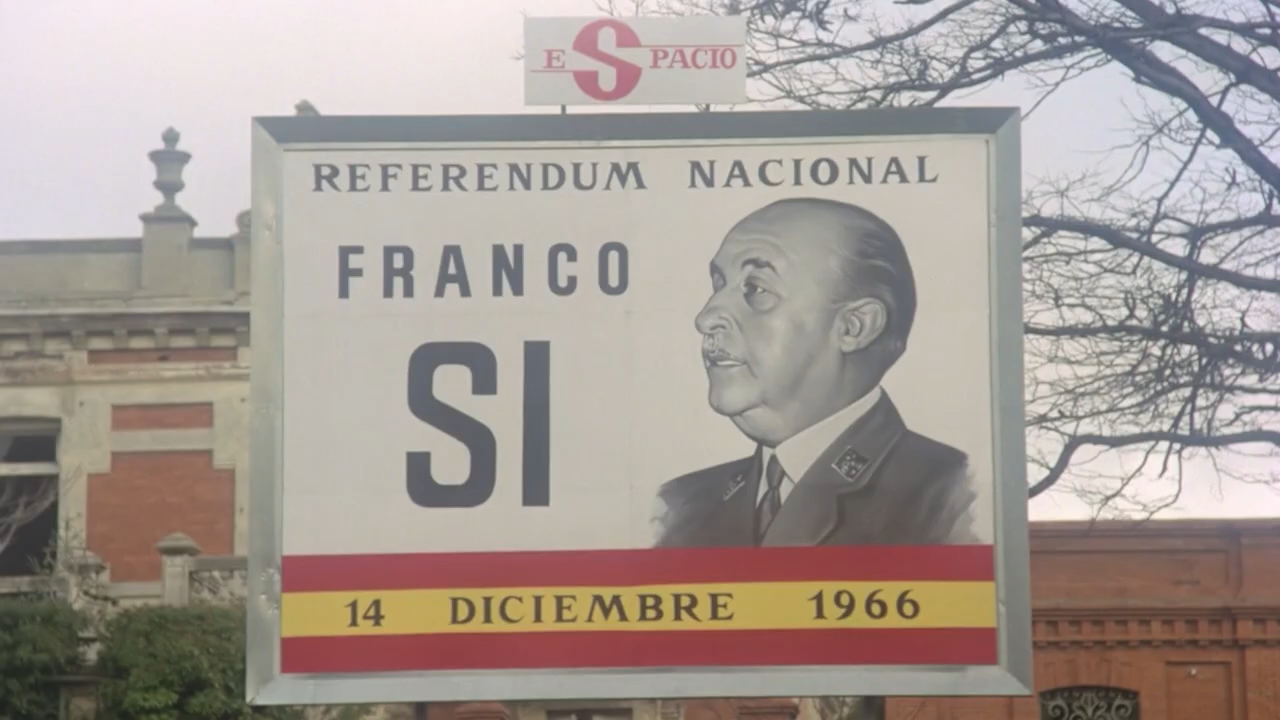 ESPACIO
REFERENDUM NACIONAL
FRANCO
SI
14 DICIEMBRE 1966